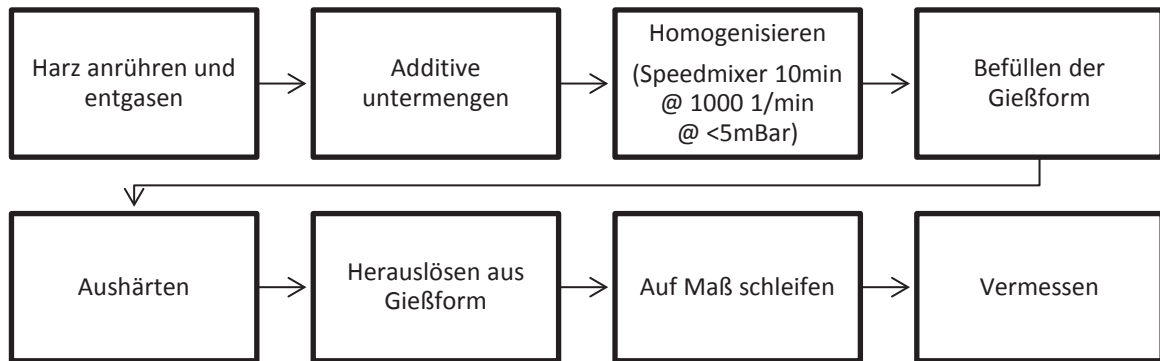 Harz anrühren und
entgasen
Additive
untermengen
Homogenisieren
(Speedmixer 10min
@ 1000 1/min
@ <5mBar)
Befüllen der
Gießform
Aushärten
Herauslösen aus
Gießform
Auf Maß schleifen
Vermessen